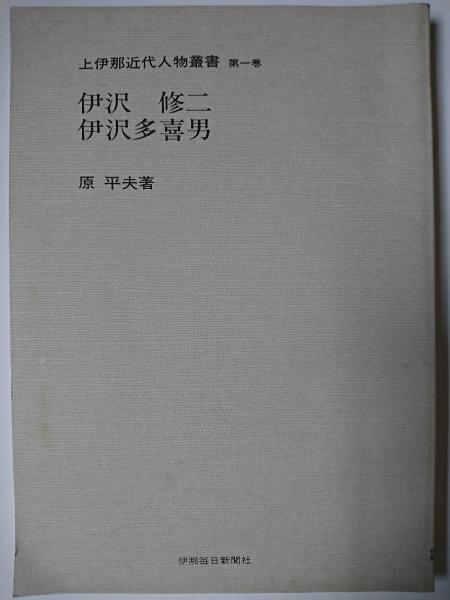 上伊那近代人物叢書 第一巻
伊沢 修二
伊沢多喜男
原 平夫著
伊那毎日新聞社